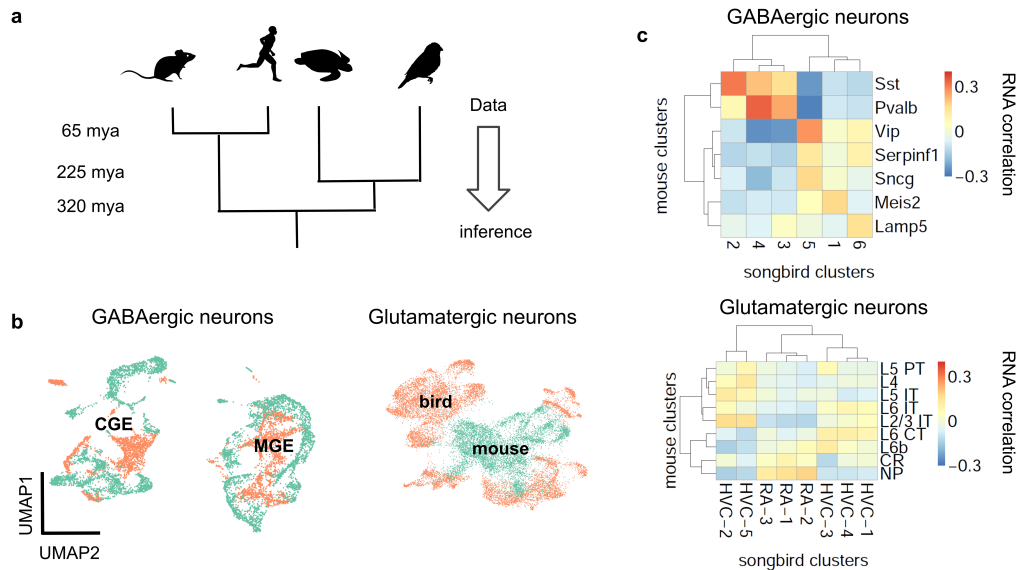 a
65 mya
225 mya
320 mya
Data
inference
b
GABAergic neurons
Glutamatergic neurons
CGE
MGE
bird
mouse
UMAP1
UMAP2
c
GABAergic neurons
mouse clusters
Sst
Pvalb
Vip
Serpinf1
Sncg
Meis2
Lamp5
2 4 3 5 1 6
songbird clusters
0.3
0
−0.3
RNA correlation
Glutamatergic neurons
mouse clusters
L5 PT
L4
L5 IT
L6 IT
L2/3 IT
L6 CT
L6b
CR
NP
HVC−2 HVC−5 RA−3 RA−1 RA−2 HVC−3 HVC−4 HVC−1
songbird clusters
0.3
0
−0.3
RNA correlation